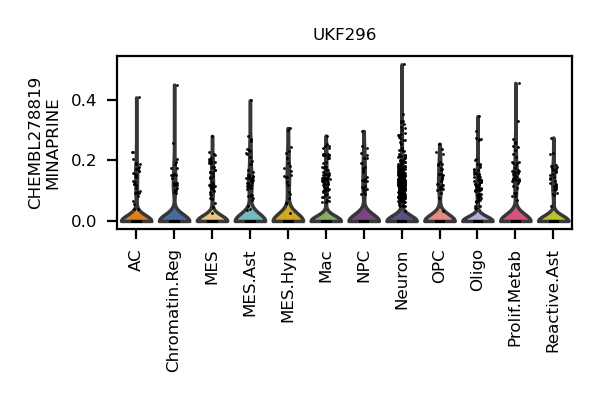 UKF296
CHEMBL278819
MINAPRINE
0.4
0.2
0.0
AC
Chromatin.Reg
MES
MES.Ast
MES.Hyp
Mac
NPC
Neuron
OPC
Oligo
Prolif.Metab
Reactive.Ast